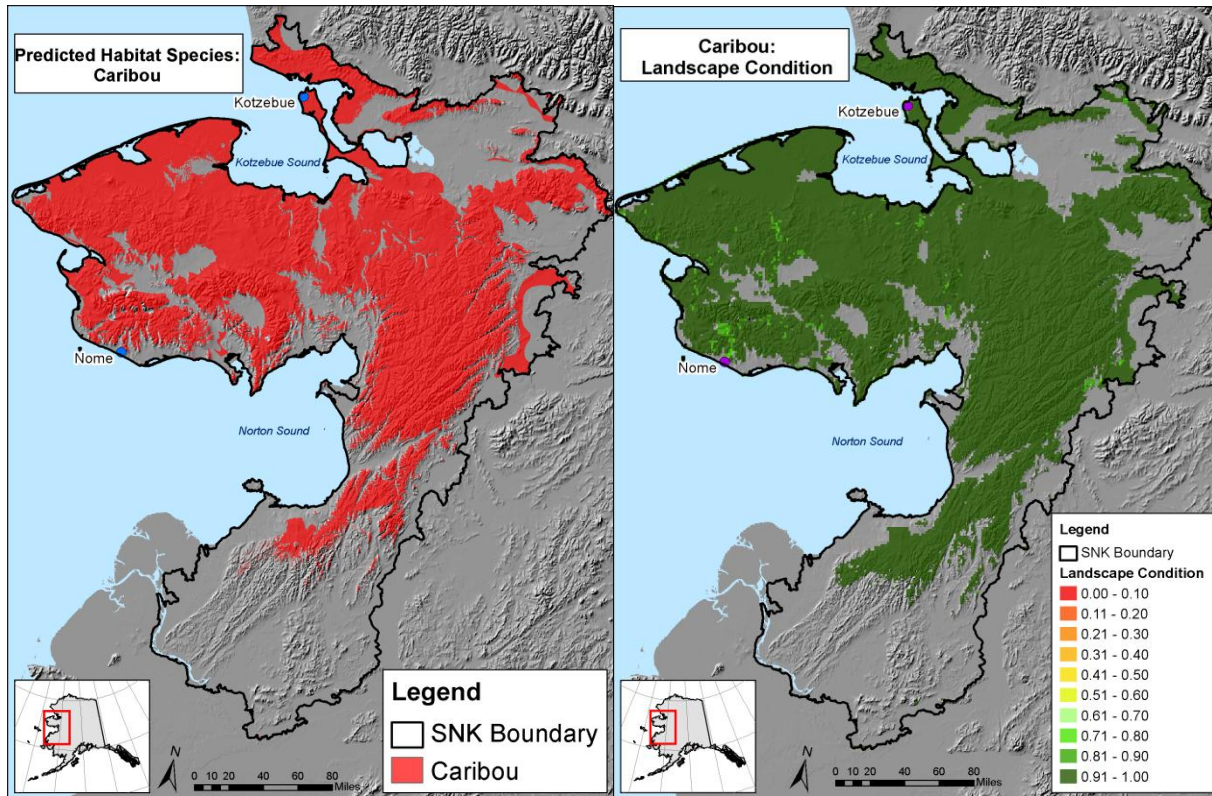 Predicted Habitat Species:
Caribou
Kotzebue
Kotzebue Sound
Nome
Norton Sound
Legend
SNK Boundary
Caribou
N
0 10 20 40 60 80
Miles
Caribou:
Landscape Condition
Kotzebue
Kotzebue Sound
Nome
Norton Sound
Legend
SNK Boundary
Landscape Condition
0.00 - 0.10
0.11 - 0.20
0.21 - 0.30
0.31 - 0.40
0.41 - 0.50
0.51 - 0.60
0.61 - 0.70
0.71 - 0.80
0.81 - 0.90
0.91 - 1.00
N
0 10 20 40 60 80
Miles